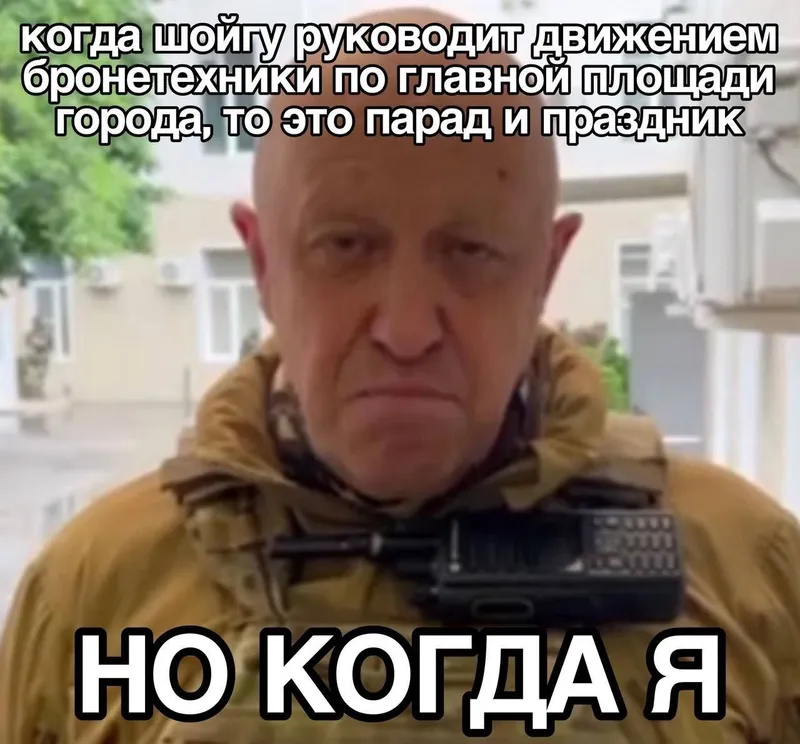 когда шойгу руководит движением
бронетехники по главной площади
города, то это парад и праздник
НО КОГДА Я